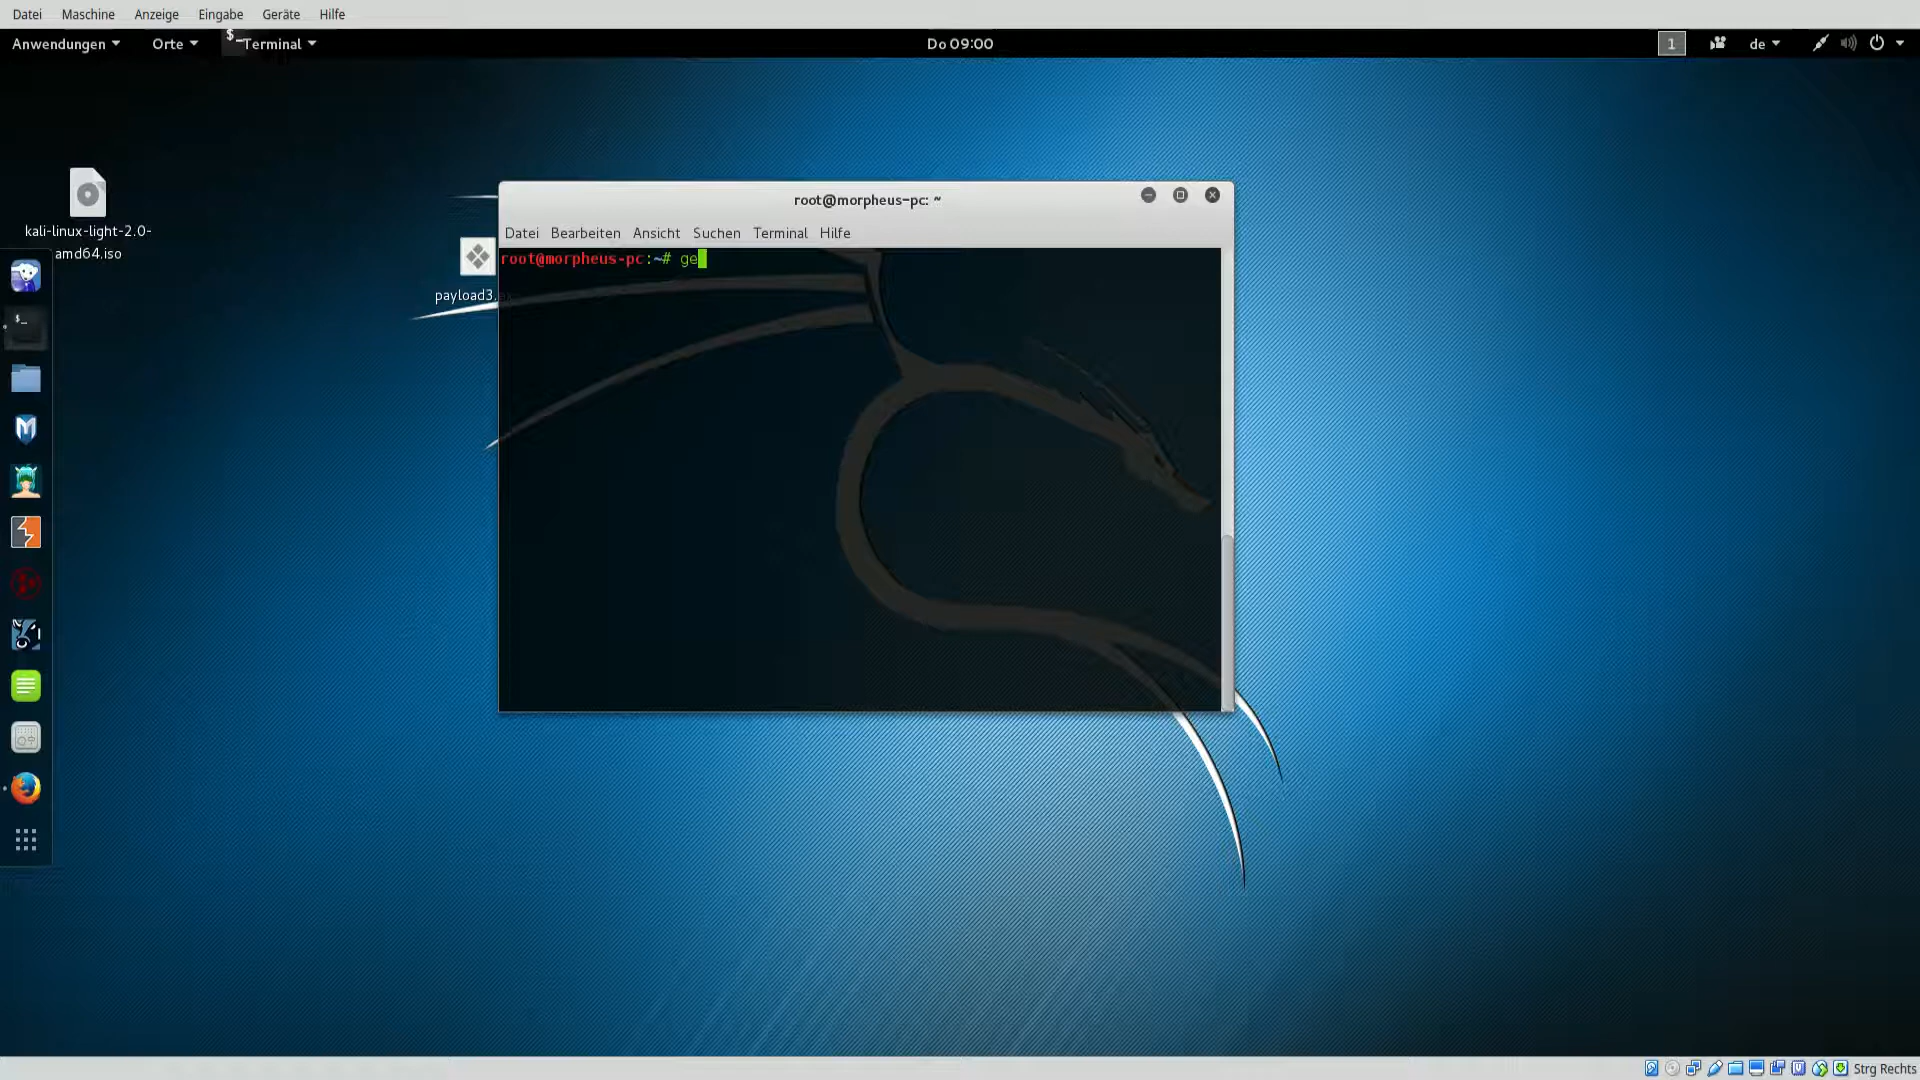 Datei Maschine Anzeige Eingabe Geräte Hilfe
Anwendungen Orte Terminal Do 09:00 1 de
kali-linux-light-2.0-
amd64.iso
payload3.
root@morpheus-pc: ~
Datei Bearbeiten Ansicht Suchen Terminal Hilfe
root@morpheus-pc:~# ge
Strg Rechts